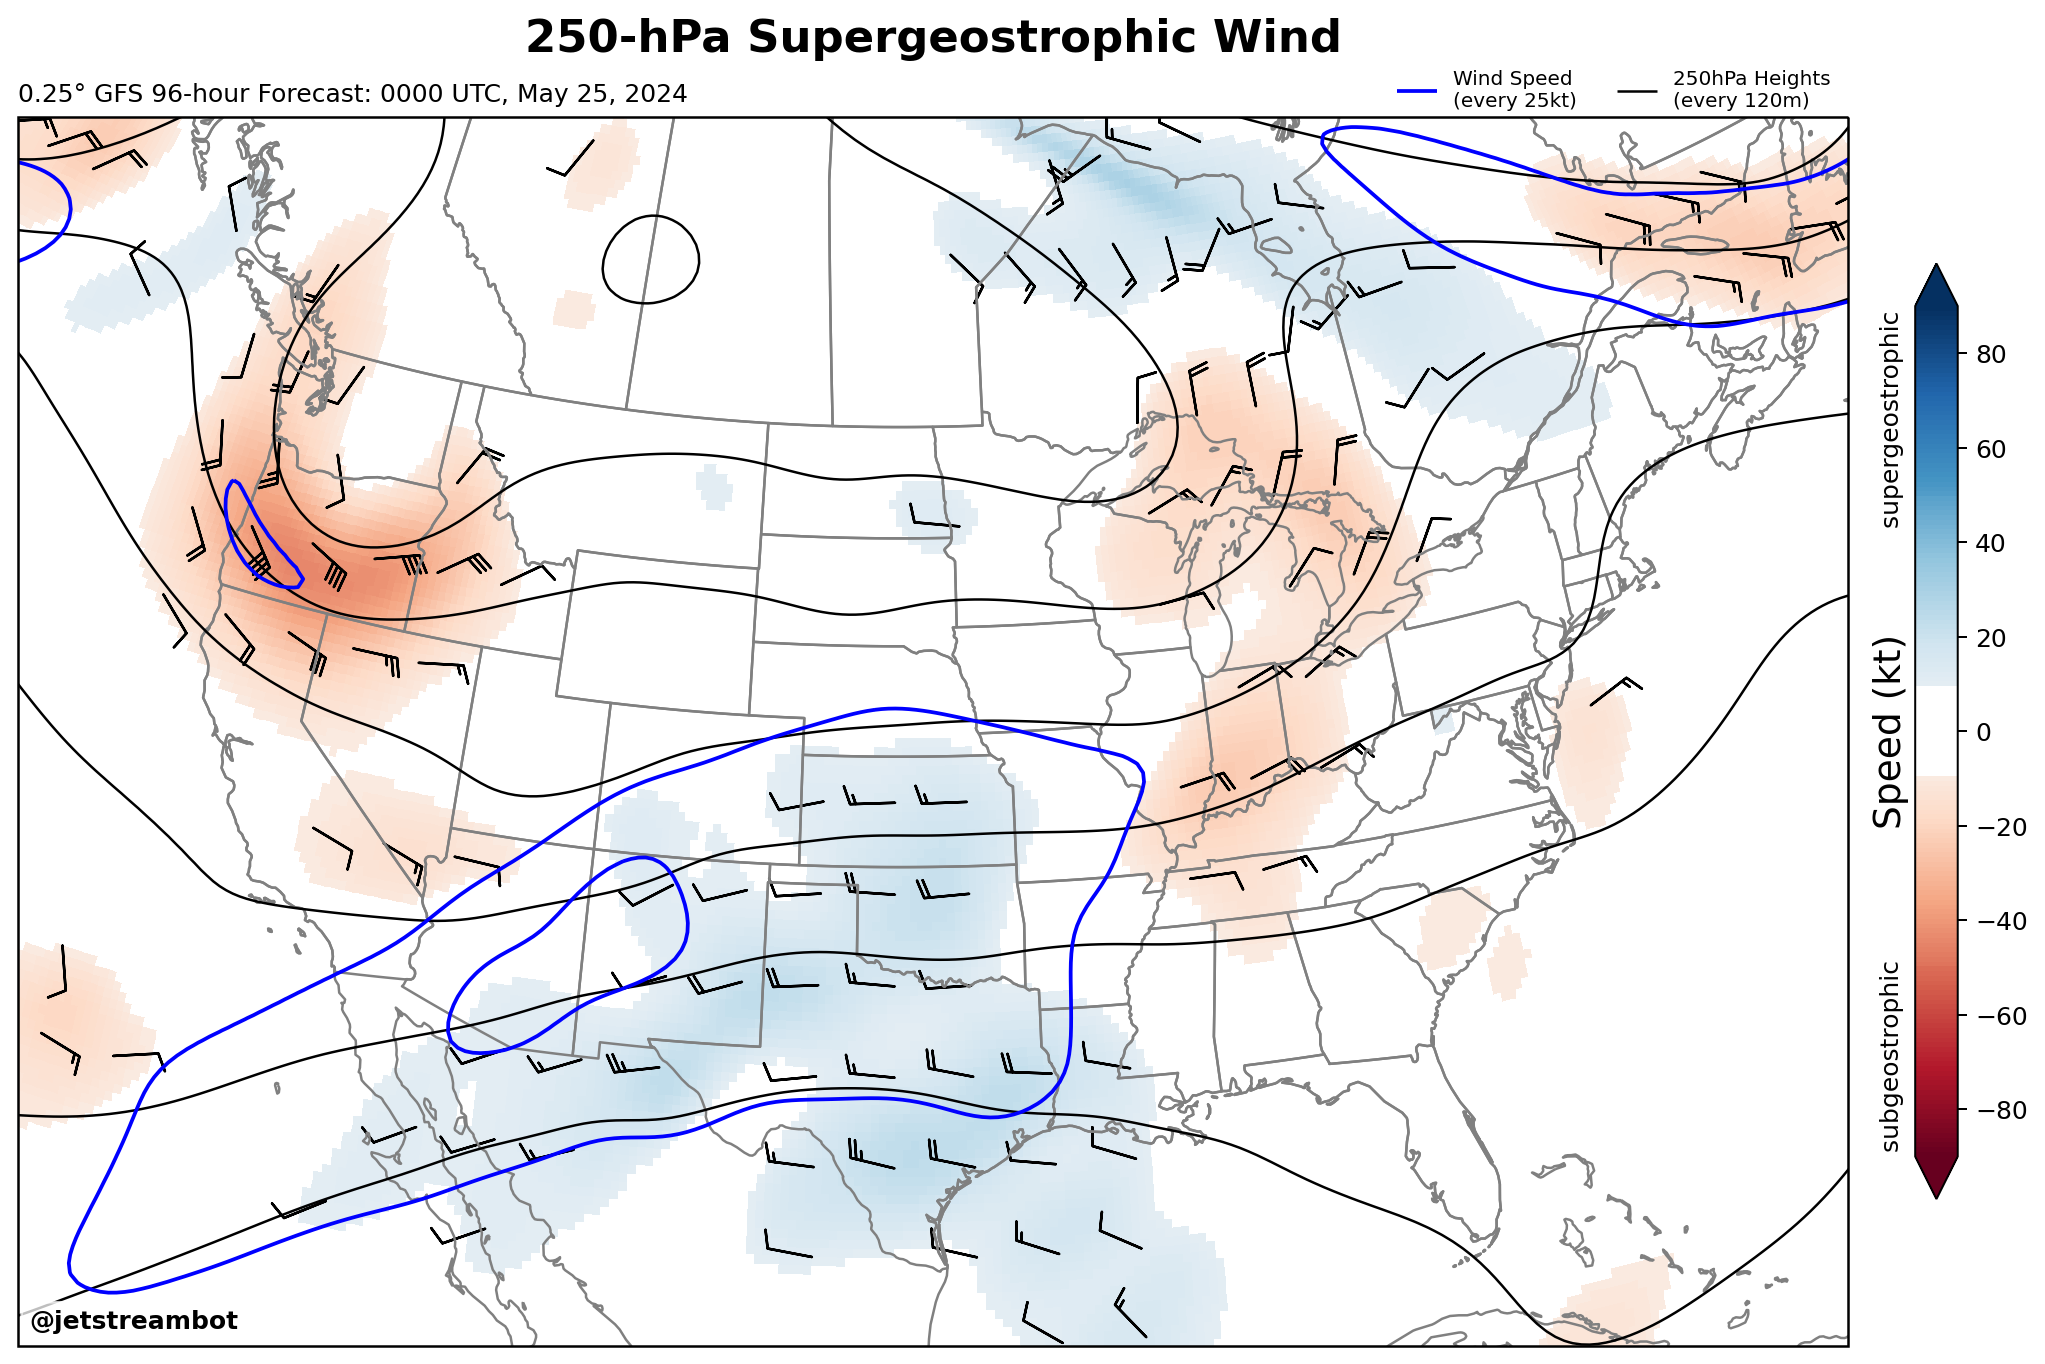 250-hPa Supergeostrophic Wind
0.25° GFS 96-hour Forecast: 0000 UTC, May 25, 2024
Wind Speed
(every 25kt)
250hPa Heights
(every 120m)
supergeostrophic
Speed (kt)
subgeostrophic
80
60
40
20
0
−20
−40
−60
−80
@jetstreambot